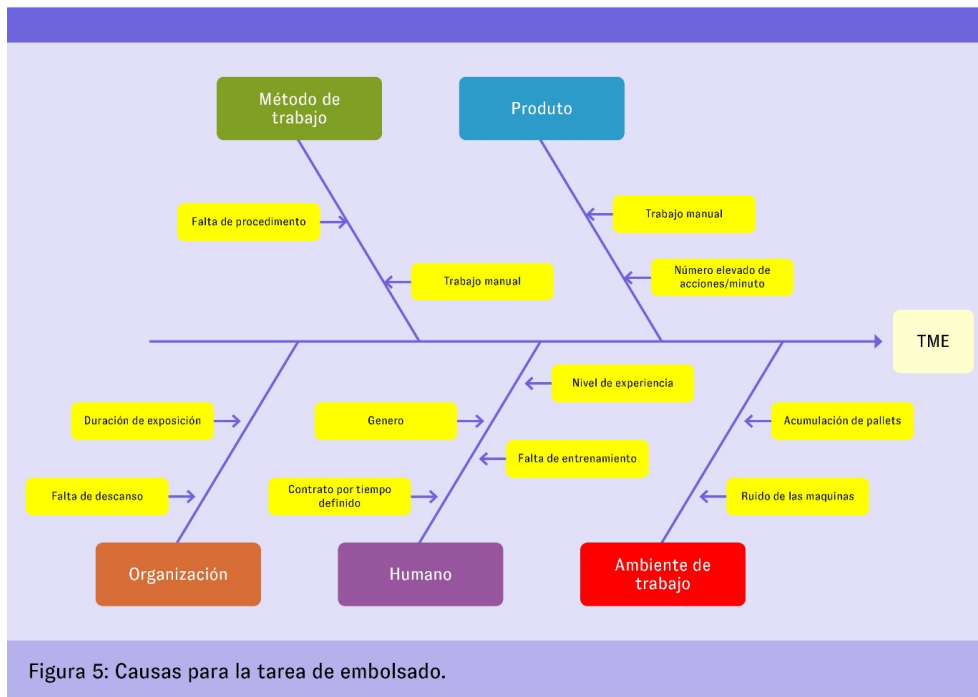 Método de
trabajo
Produto
Falta de procedimento
Trabajo manual
Trabajo manual
Número elevado de
acciones/minuto
TME
Nivel de experiencia
Duración de exposición
Genero
Acumulación de pallets
Falta de entrenamiento
Falta de descanso
Contrato por tiempo
definido
Ruido de las maquinas
Organización
Humano
Ambiente de
trabajo
Figura 5: Causas para la tarea de embolsado.